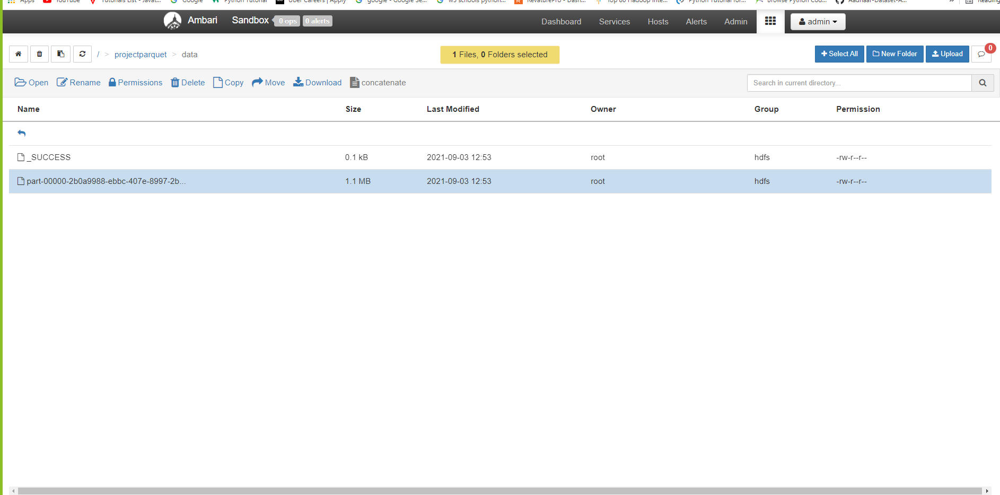 Apps YouTube Tutorials List - Javat... Google Python Tutorial Uber Careers | Apply google - Google Se... w3 schools python... RevaturePro - Dash... Top 80 Hadoop Inte... Python Tutorial for... Browse Python Cod... Aadhaar-Dataset-A... » Reading
Ambari Sandbox 0 ops 0 alerts Dashboard Services Hosts Alerts Admin admin
/ > projectparquet > data 1 Files, 0 Folders selected Select All New Folder Upload 0
Open Rename Permissions Delete Copy Move Download concatenate Search in current directory...
Name Size Last Modified Owner Group Permission
_SUCCESS 0.1 kB 2021-09-03 12:53 root hdfs -rw-r--r--
part-00000-2b0a9988-ebbc-407e-8997-2b... 1.1 MB 2021-09-03 12:53 root hdfs -rw-r--r--